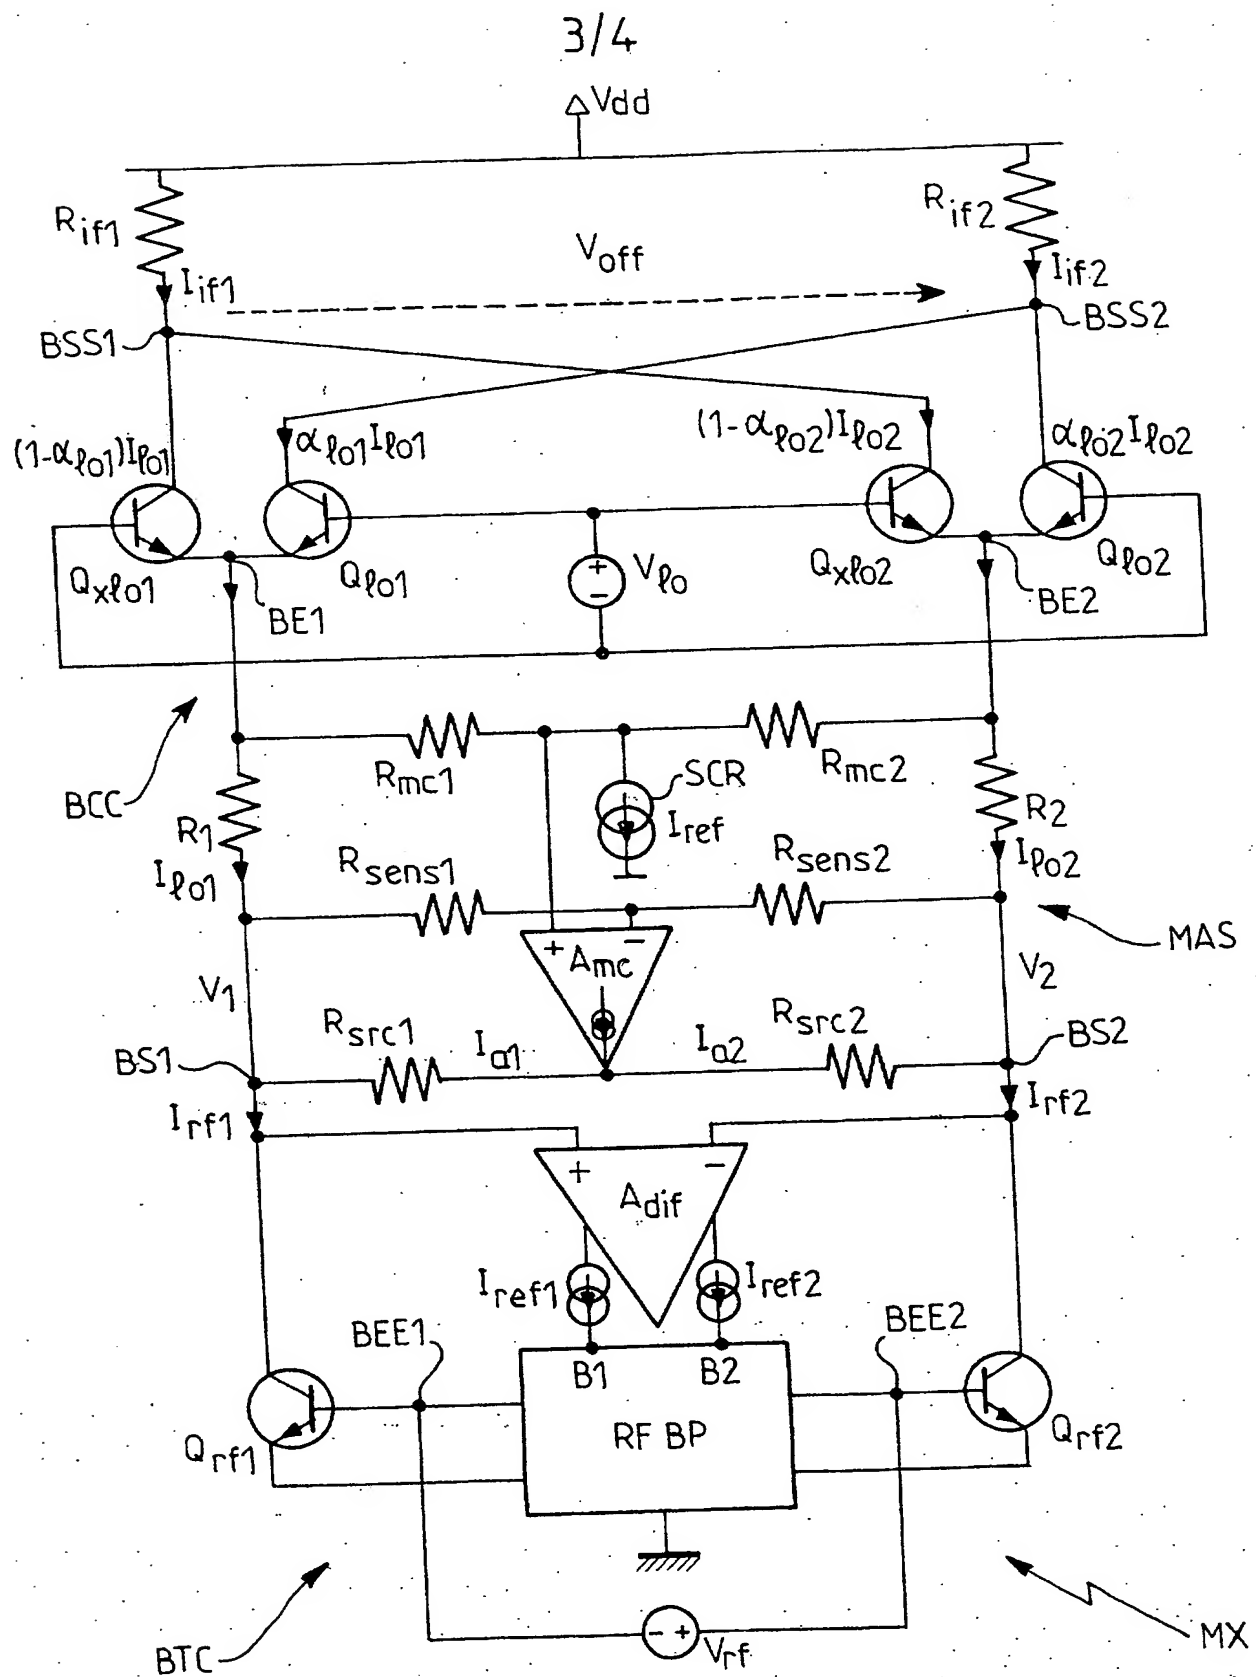 3/4
Vdd
Rif1
Rif2
Voff
Iif1
Iif2
BSS1
BSS2
(1-αℓo1)Iℓo1
αℓo1Iℓo1
(1-αℓo2)Iℓo2
αℓo2Iℓo2
Qxℓo1
Qℓo1
+
-
Vℓo
Qxℓo2
Qℓo2
BE1
BE2
BCC
Rmc1
Rmc2
SCR
Iref
R1
R2
Iℓo1
Iℓo2
Rsens1
Rsens2
MAS
+ -
Amc
V1
V2
Rsrc1
Rsrc2
Ia1
Ia2
BS1
BS2
Irf1
Irf2
+ -
Adif
Iref1
Iref2
BEE1
BEE2
B1
B2
Qrf1
RF BP
Qrf2
BTC
- +
Vrf
MX